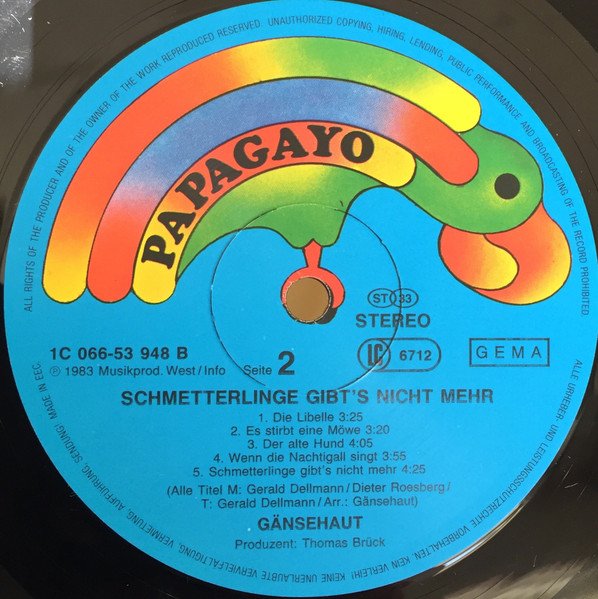 ALL RIGHTS OF THE PRODUCER AND OF THE OWNER OF THE WORK REPRODUCED RESERVED. UNAUTHORIZED COPYING, HIRING, LENDING, PUBLIC PERFORMANCE AND BROADCASTING OF THE RECORD PROHIBITED.
PAPAGAYO
ST 33
STEREO
1C 066-53 948 B
℗ 1983 Musikprod. West/Info
Seite 2
LC 6712
GEMA
SCHMETTERLINGE GIBT'S NICHT MEHR
1. Die Libelle 3:25
2. Es stirbt eine Möwe 3:20
3. Der alte Hund 4:05
4. Wenn die Nachtigall singt 3:55
5. Schmetterlinge gibt's nicht mehr 4:25
(Alle Titel M: Gerald Dellmann/Dieter Roesberg/
T: Gerald Dellmann/Arr.: Gänsehaut)
GÄNSEHAUT
Produzent: Thomas Brück
ALLE URHEBER- UND LEISTUNGSSCHUTZRECHTE VORBEHALTEN. KEIN VERLEIH! KEINE UNERLAUBTE VERVIELFÄLTIGUNG, VERMIETUNG, AUFFÜHRUNG, SENDUNG! MADE IN EEC.